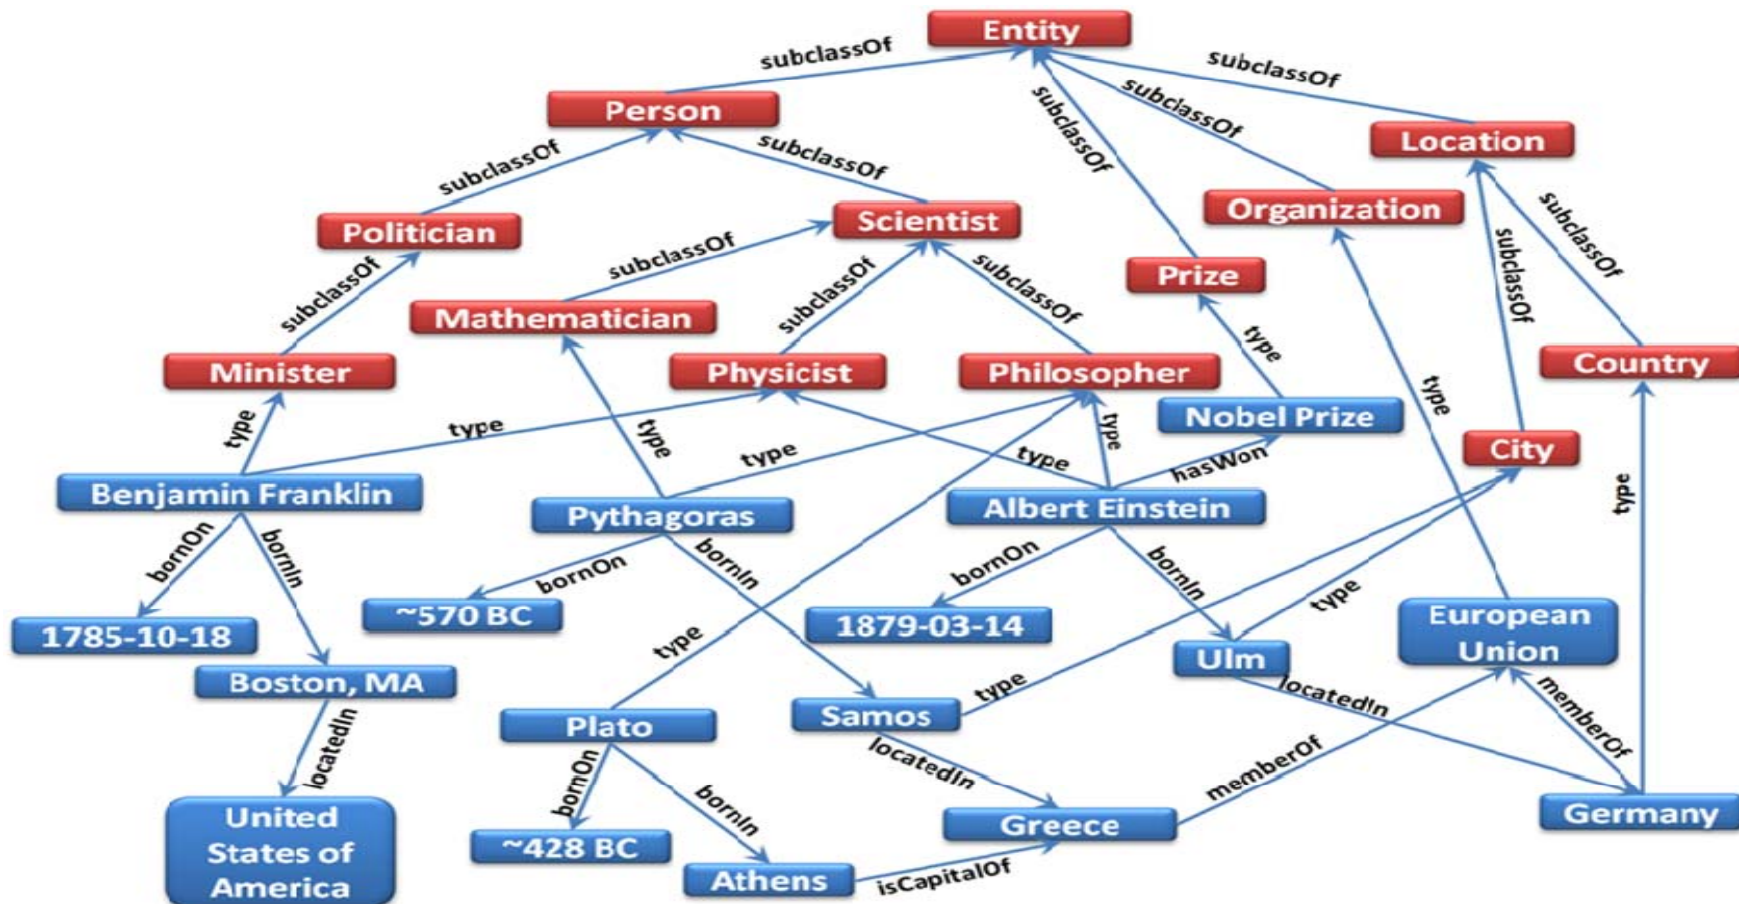 Entity
subclassOf
subclassOf
Person
subclassOf
subclassOf
Location
subclassOf
subclassOf
subclassOf
Organization
Politician
Scientist
subclassOf
subclassOf
subclassOf
Prize
subclassOf
subclassOf
subclassOf
Mathematician
type
Minister
Physicist
Philosopher
Country
type
Nobel Prize
type
type
type
type
type
type
hasWon
City
type
Benjamin Franklin
Pythagoras
Albert Einstein
bornOn
bornIn
bornOn
bornIn
bornOn
bornIn
type
~570 BC
1785-10-18
1879-03-14
European
Union
type
Ulm
Boston, MA
type
locatedIn
memberOf
Plato
Samos
locatedIn
bornOn
bornIn
locatedIn
memberOf
United
States of
America
~428 BC
Greece
Germany
Athens
isCapitalOf